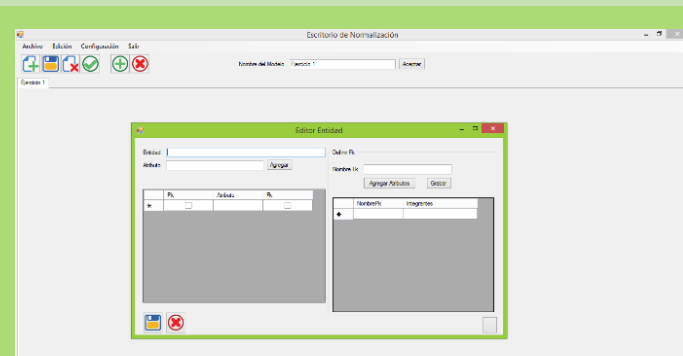 Escritorio de Normalización
Archivo Edición Configuración Salir
Nombre del Modelo Ejercicio 1 Aceptar
Ejercicio 1
Editor Entidad
Entidad Define Fk
Atributo Agregar
Nombre Fk
Agregar Atributos Grabar
Pk Atributo Fk
NombreFk Integrantes